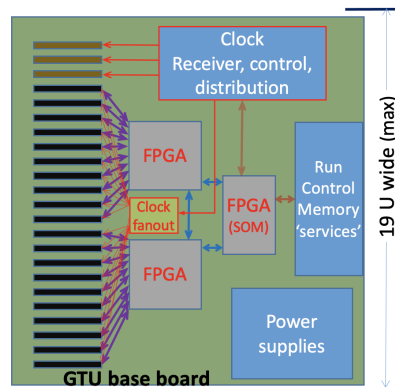 Clock
Receiver, control,
distribution
FPGA
Clock
fanout
FPGA
(SOM)
FPGA
Run
Control
Memory
‘services’
Power
supplies
GTU base board
19 U wide (max)